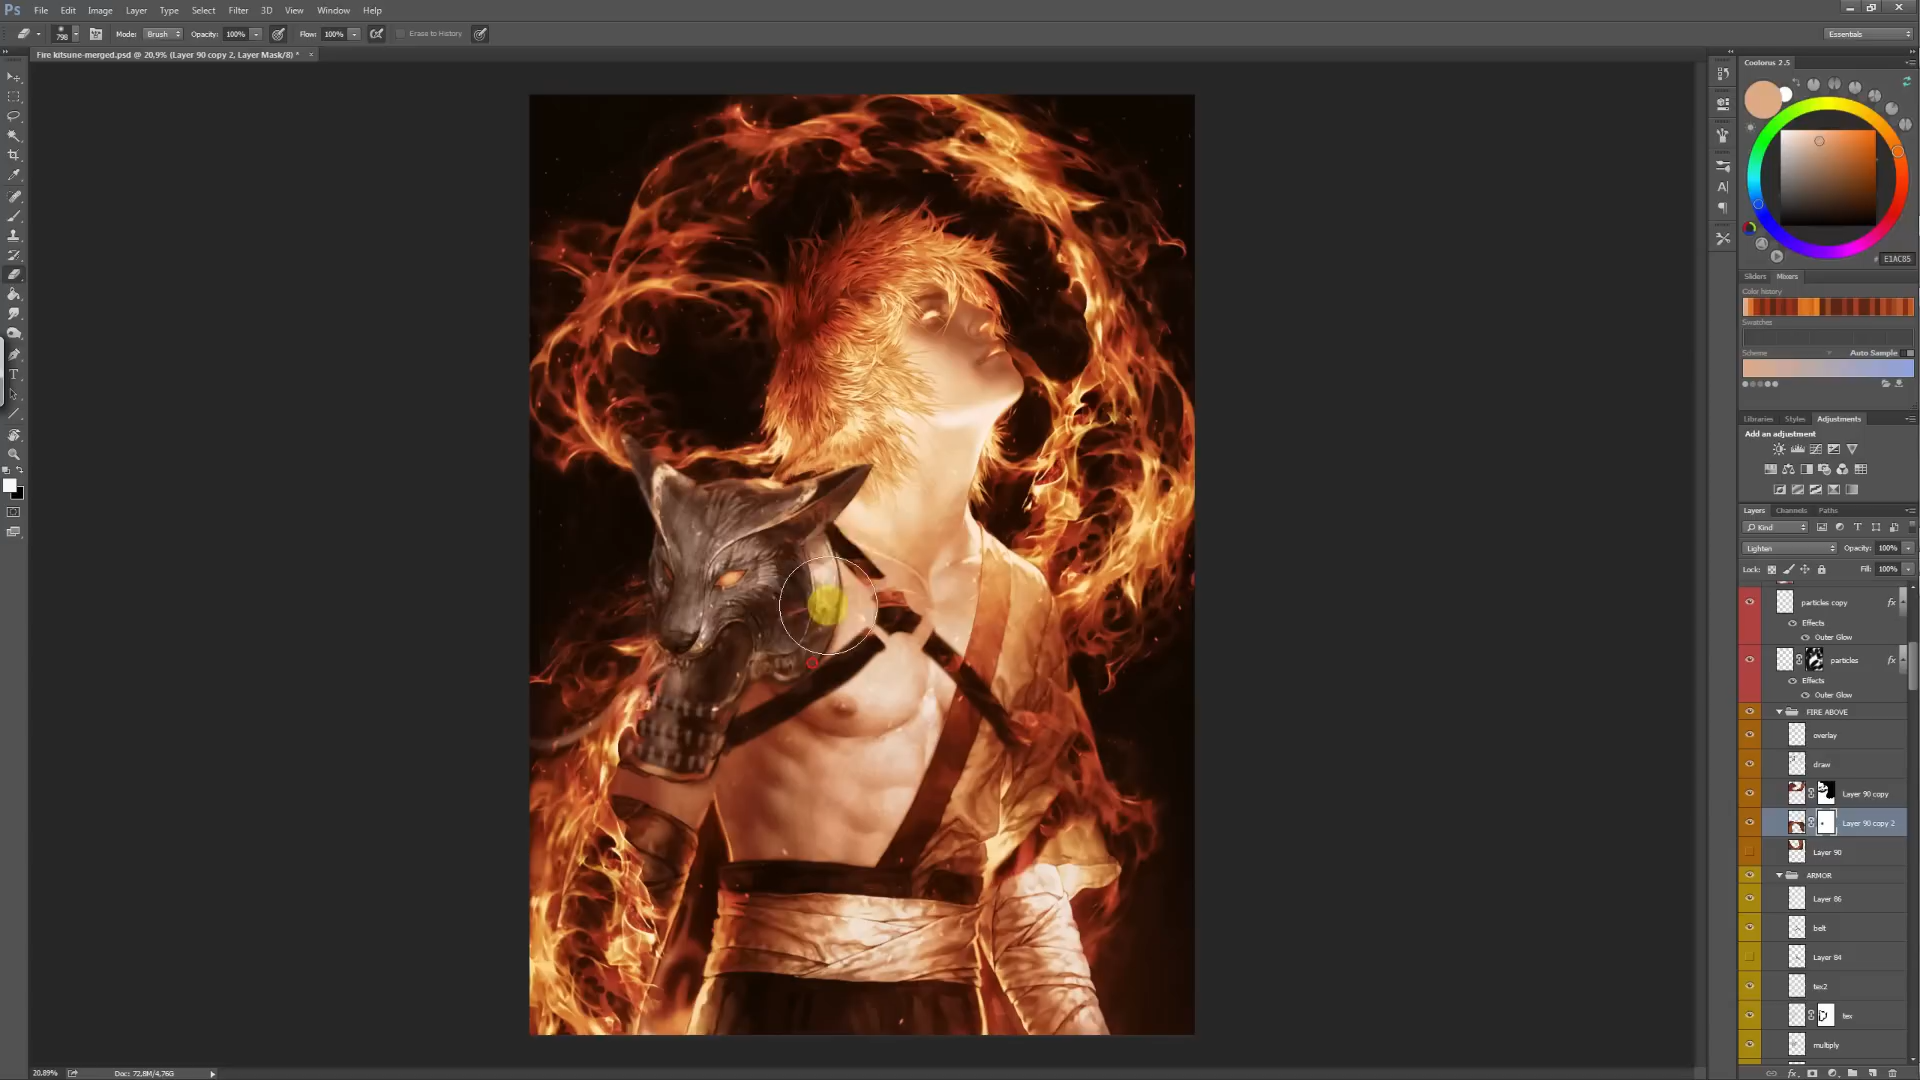 Ps File Edit Image Layer Type Select Filter 3D View Window Help
798 Mode: Brush Opacity: 100% Flow: 100% Erase to History Essentials
Fire kitsune-merged.psd @ 20,9% (Layer 90 copy 2, Layer Mask/8) * ×
Coolorus 2.5
# E1AC85
Sliders Mixers
Color history
Swatches
Scheme Auto Sample
Libraries Styles Adjustments
Add an adjustment
Layers Channels Paths
Kind
Lighten Opacity: 100%
Lock: Fill: 100%
particles copy fx
Effects
Outer Glow
particles fx
Effects
Outer Glow
FIRE ABOVE
overlay
draw
Layer 90 copy
Layer 90 copy 2
Layer 90
ARMOR
Layer 86
belt
Layer 84
tex2
tex
multiply
20.89% Doc: 72,8M/4,76G